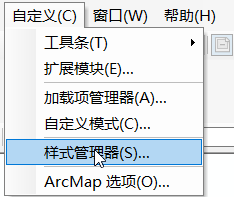 自定义(C) 窗口(W) 帮助(H)
工具条(T)
扩展模块(E)...
加载项管理器(A)...
自定义模式(C)...
样式管理器(S)...
ArcMap 选项(O)...